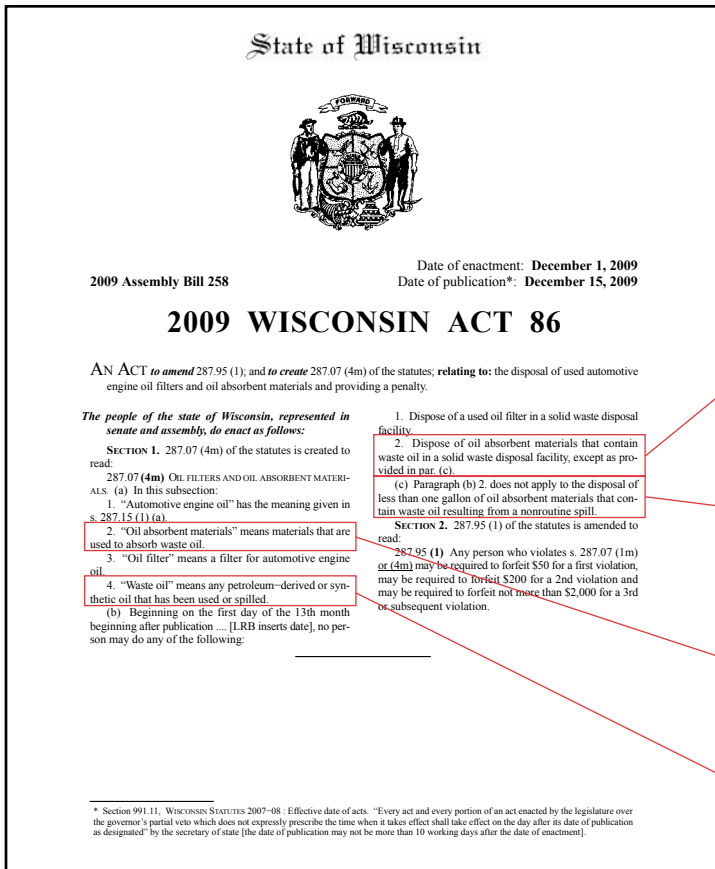 State of Wisconsin
FORWARD
Date of enactment: December 1, 2009
2009 Assembly Bill 258
Date of publication*: December 15, 2009
2009 WISCONSIN ACT 86
AN ACT to amend 287.95 (1); and to create 287.07 (4m) of the statutes; relating to: the disposal of used automotive
engine oil filters and oil absorbent materials and providing a penalty.
The people of the state of Wisconsin, represented in
senate and assembly, do enact as follows:
SECTION 1. 287.07 (4m) of the statutes is created to
read:
287.07 (4m) OIL FILTERS AND OIL ABSORBENT MATERI-
ALS. (a) In this subsection:
1. “Automotive engine oil” has the meaning given in
s. 287.15 (1) (a).
2. “Oil absorbent materials” means materials that are
used to absorb waste oil.
3. “Oil filter” means a filter for automotive engine
oil.
4. “Waste oil” means any petroleum−derived or syn-
thetic oil that has been used or spilled.
(b) Beginning on the first day of the 13th month
beginning after publication .... [LRB inserts date], no per-
son may do any of the following:
1. Dispose of a used oil filter in a solid waste disposal
facility.
2. Dispose of oil absorbent materials that contain
waste oil in a solid waste disposal facility, except as pro-
vided in par. (c).
(c) Paragraph (b) 2. does not apply to the disposal of
less than one gallon of oil absorbent materials that con-
tain waste oil resulting from a nonroutine spill.
SECTION 2. 287.95 (1) of the statutes is amended to
read:
287.95 (1) Any person who violates s. 287.07 (1m)
or (4m) may be required to forfeit $50 for a first violation,
may be required to forfeit $200 for a 2nd violation and
may be required to forfeit not more than $2,000 for a 3rd
or subsequent violation.
* Section 991.11, WISCONSIN STATUTES 2007−08 : Effective date of acts. “Every act and every portion of an act enacted by the legislature over
the governor’s partial veto which does not expressly prescribe the time when it takes effect shall take effect on the day after its date of publication
as designated” by the secretary of state [the date of publication may not be more than 10 working days after the date of enactment].